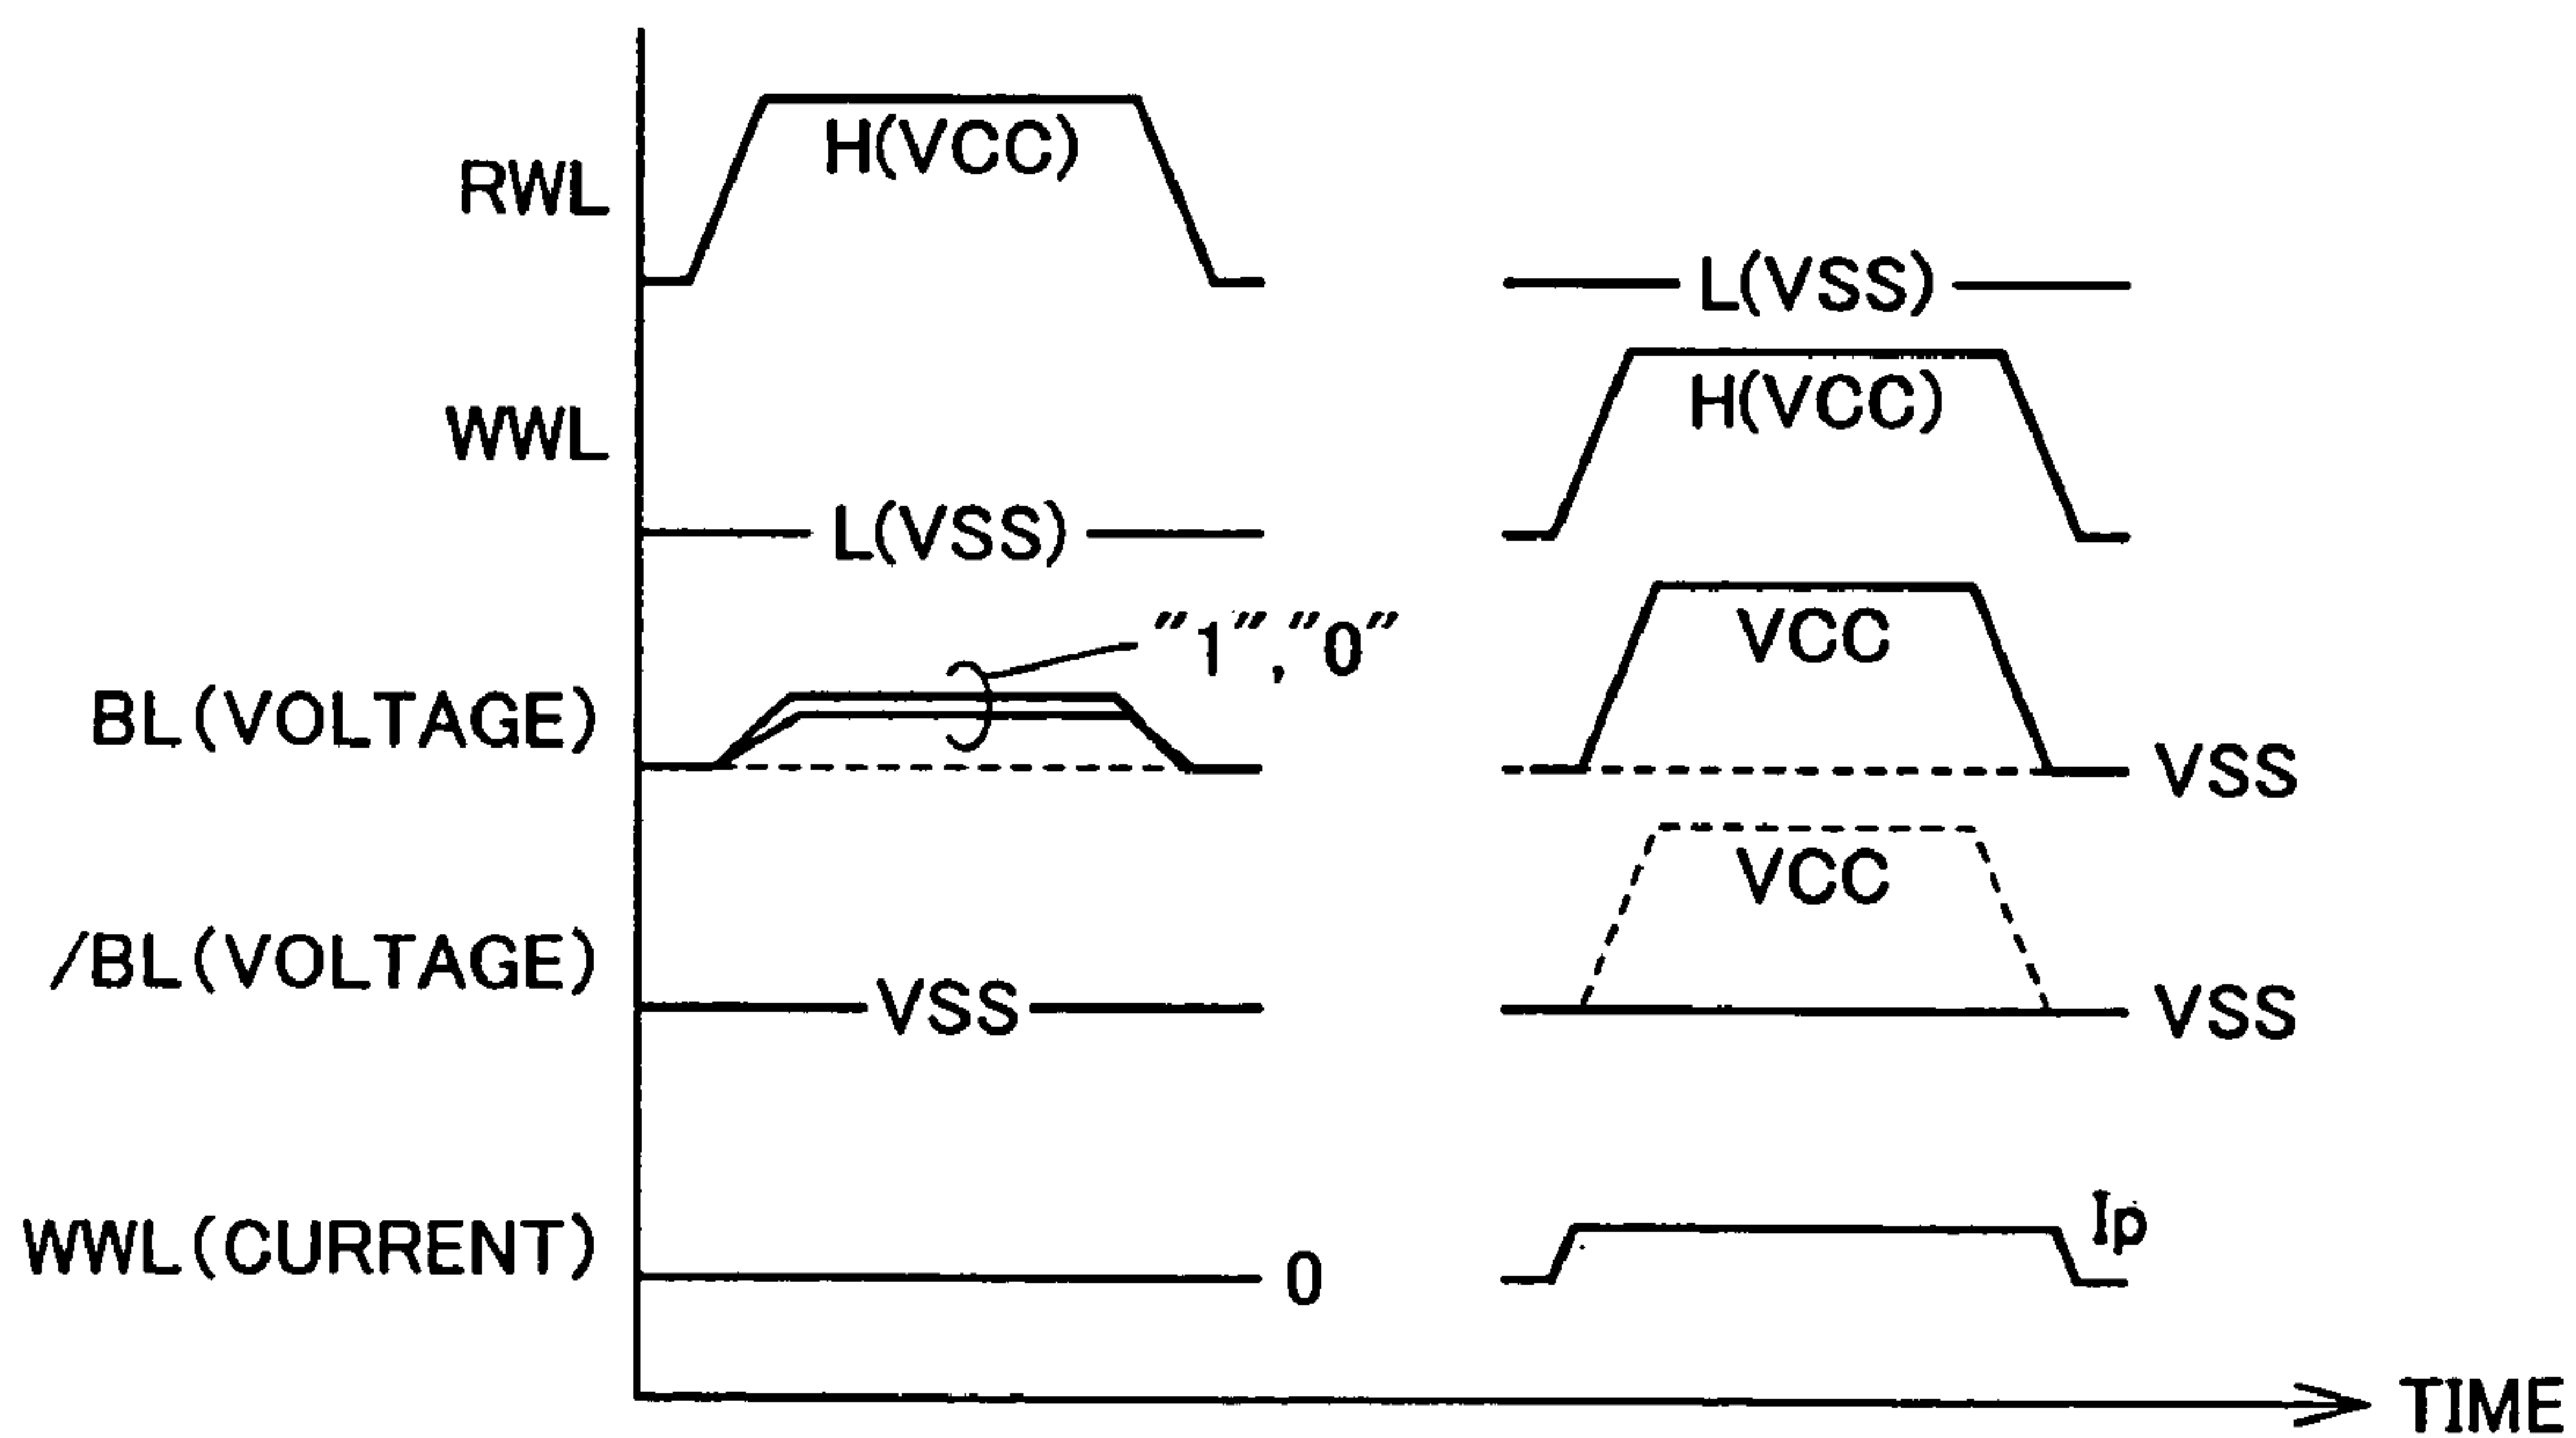 H(VCC)
RWL
L(VSS)
H(VCC)
WWL
L(VSS)
"1","0"
VCC
BL(VOLTAGE)
VSS
VCC
/BL(VOLTAGE)
VSS
VSS
Ip
WWL(CURRENT)
0
TIME